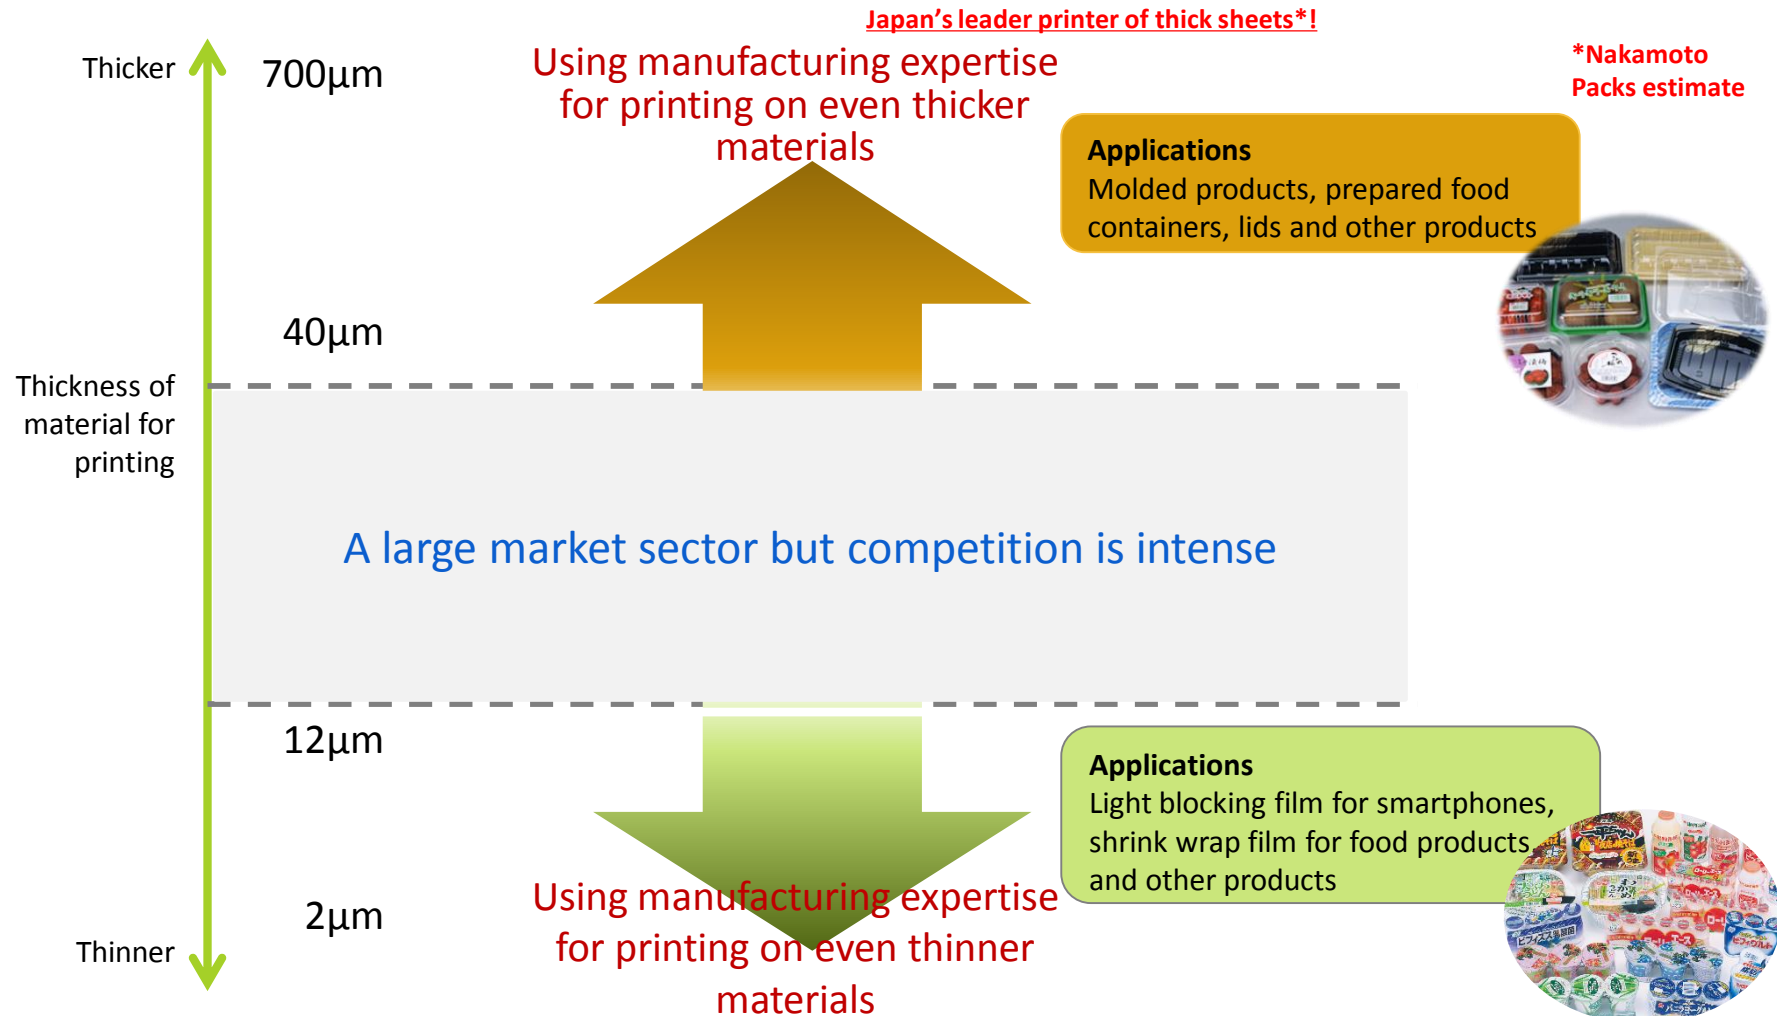 Japan's leader printer of thick sheets*!
*Nakamoto
Packs estimate
Thicker
700μm
Using manufacturing expertise
for printing on even thicker
materials
Applications
Molded products, prepared food
containers, lids and other products
40μm
Thickness of
material for
printing
A large market sector but competition is intense
12μm
Applications
Light blocking film for smartphones,
shrink wrap film for food products
and other products
2μm
Thinner
Using manufacturing expertise
for printing on even thinner
materials